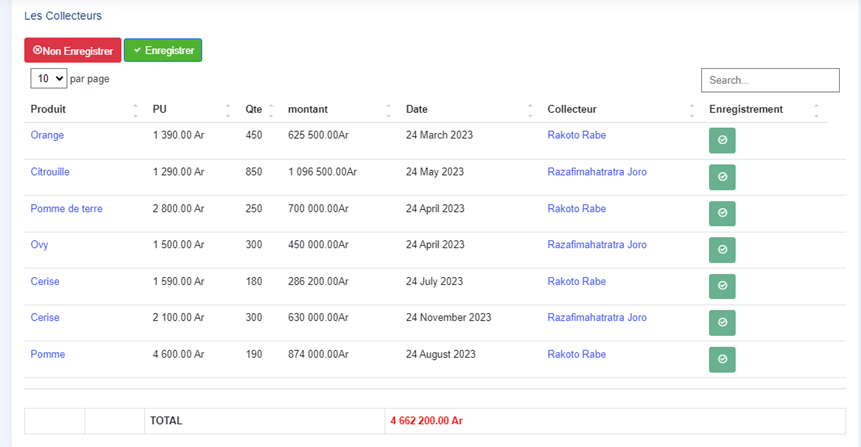 Les Collecteurs
Non Enregistrer Enregistrer
10 par page Search...
Produit PU Qte montant Date Collecteur Enregistrement
Orange 1 390.00 Ar 450 625 500.00Ar 24 March 2023 Rakoto Rabe
Citrouille 1 290.00 Ar 850 1 096 500.00Ar 24 May 2023 Razafimahatratra Joro
Pomme de terre 2 800.00 Ar 250 700 000.00Ar 24 April 2023 Rakoto Rabe
Ovy 1 500.00 Ar 300 450 000.00Ar 24 April 2023 Razafimahatratra Joro
Cerise 1 590.00 Ar 180 286 200.00Ar 24 July 2023 Rakoto Rabe
Cerise 2 100.00 Ar 300 630 000.00Ar 24 November 2023 Razafimahatratra Joro
Pomme 4 600.00 Ar 190 874 000.00Ar 24 August 2023 Rakoto Rabe
TOTAL 4 662 200.00 Ar